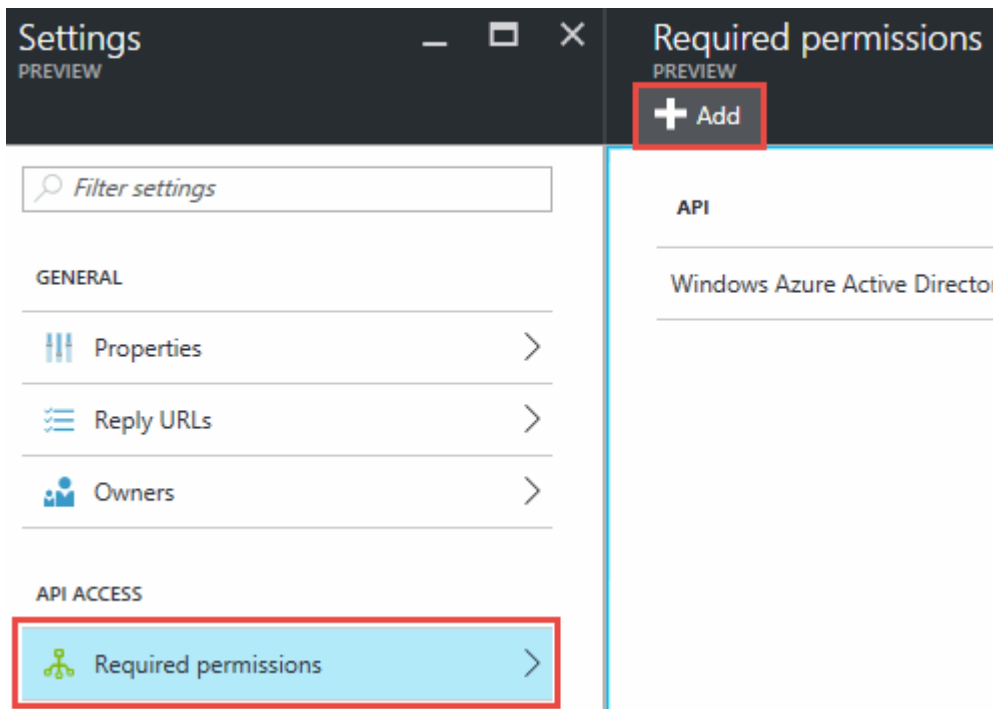 Settings
PREVIEW
Filter settings
GENERAL
Properties
Reply URLs
Owners
API ACCESS
Required permissions
Required permissions
PREVIEW
Add
API
Windows Azure Active Director